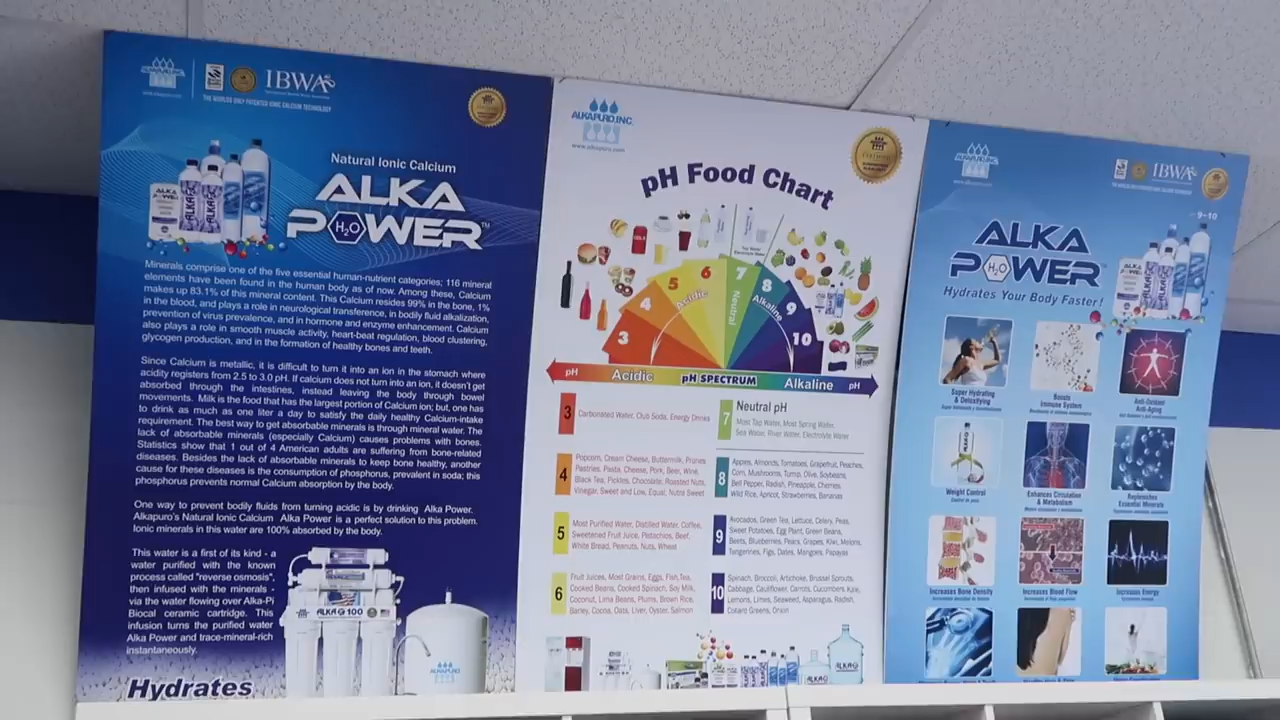 ALKAPURO,INC.
IBWA
THE WORLDS ONLY PATENTED IONIC CALCIUM TECHNOLOGY
Natural Ionic Calcium
ALKA
POWER™
H₂O
Minerals comprise one of the five essential human-nutrient categories; 116 mineral
elements have been found in the human body as of now. Among these, Calcium
makes up 83.1% of this mineral content. This Calcium resides 99% in the bone, 1%
in the blood, and plays a role in neurological transference, in bodily fluid alkalization,
prevention of virus prevalence, and in hormone and enzyme enhancement. Calcium
also plays a role in smooth muscle activity, heart-beat regulation, blood clustering,
glycogen production, and in the formation of healthy bones and teeth.
Since Calcium is metallic, it is difficult to turn it into an ion in the stomach where
acidity registers from 2.5 to 3.0 pH. If calcium does not turn into an ion, it doesn't get
absorbed through the intestines, instead leaving the body through bowel
movements. Milk is the food that has the largest portion of Calcium ion; but, one has
to drink as much as one liter a day to satisfy the daily healthy Calcium-intake
requirement. The best way to get absorbable minerals is through mineral water. The
lack of absorbable minerals (especially Calcium) causes problems with bones.
Statistics show that 1 out of 4 American adults are suffering from bone-related
diseases. Besides the lack of absorbable minerals to keep bone healthy, another
cause for these diseases is the consumption of phosphorus, prevalent in soda; this
phosphorus prevents normal Calcium absorption by the body.
One way to prevent bodily fluids from turning acidic is by drinking Alka Power.
Alkapuro's Natural Ionic Calcium Alka Power is a perfect solution to this problem.
Ionic minerals in this water are 100% absorbed by the body.
This water is a first of its kind - a
water purified with the known
process called "reverse osmosis",
then infused with the minerals -
via the water flowing over Alka-Pi
Biocal ceramic cartridge. This
infusion turns the purified water
Alka Power and trace-mineral-rich
instantaneously.
ALKA 100
Hydrates
ALKAPURO,INC.
www.alkapuro.com
pH Food Chart
3
4
5
6
7
8
9
10
Acidic
Neutral
Alkaline
pH
Acidic
pH SPECTRUM
Alkaline
pH
3
Carbonated Water, Club Soda, Energy Drinks
7
Neutral pH
Most Tap Water, Most Spring Water,
Sea Water, River Water, Electrolyte Water
4
Popcorn, Cream Cheese, Buttermilk, Prunes
Pastries, Pasta, Cheese, Pork, Beer, Wine,
Black Tea, Pickles, Chocolate, Roasted Nuts,
Vinegar, Sweet and Low, Equal, Nutra Sweet
8
Apples, Almonds, Tomatoes, Grapefruit, Peaches,
Corn, Mushrooms, Turnip, Olive, Soybeans,
Bell Pepper, Radish, Pineapple, Cherries,
Wild Rice, Apricot, Strawberries, Bananas
5
Most Purified Water, Distilled Water, Coffee,
Sweetened Fruit Juice, Pistachios, Beef,
White Bread, Peanuts, Nuts, Wheat
9
Avocados, Green Tea, Lettuce, Celery, Peas,
Sweet Potatoes, Egg Plant, Green Beans,
Beets, Blueberries, Pears, Grapes, Kiwi, Melons,
Tangerines, Figs, Dates, Mangoes, Papayas
6
Fruit Juices, Most Grains, Eggs, Fish,Tea,
Cooked Beans, Cooked Spinach, Soy Milk,
Coconut, Lima Beans, Plums, Brown Rice,
Barley, Cocoa, Oats, Liver, Oyster, Salmon
10
Spinach, Broccoli, Artichoke, Brussel Sprouts,
Cabbage, Cauliflower, Carrots, Cucumbers, Kale,
Lemons, Limes, Seaweed, Asparagus, Radish,
Collard Greens, Onion
ALKAPURO,INC.
IBWA
9~10
ALKA
POWER
H₂O
Hydrates Your Body Faster!
Super Hydrating
& Detoxifying
Boosts
Immune System
Anti-Oxidant
Anti-Aging
Weight Control
Enhances Circulation
& Metabolism
Replenishes
Essential Minerals
Increases Bone Density
Increases Blood Flow
Increases Energy